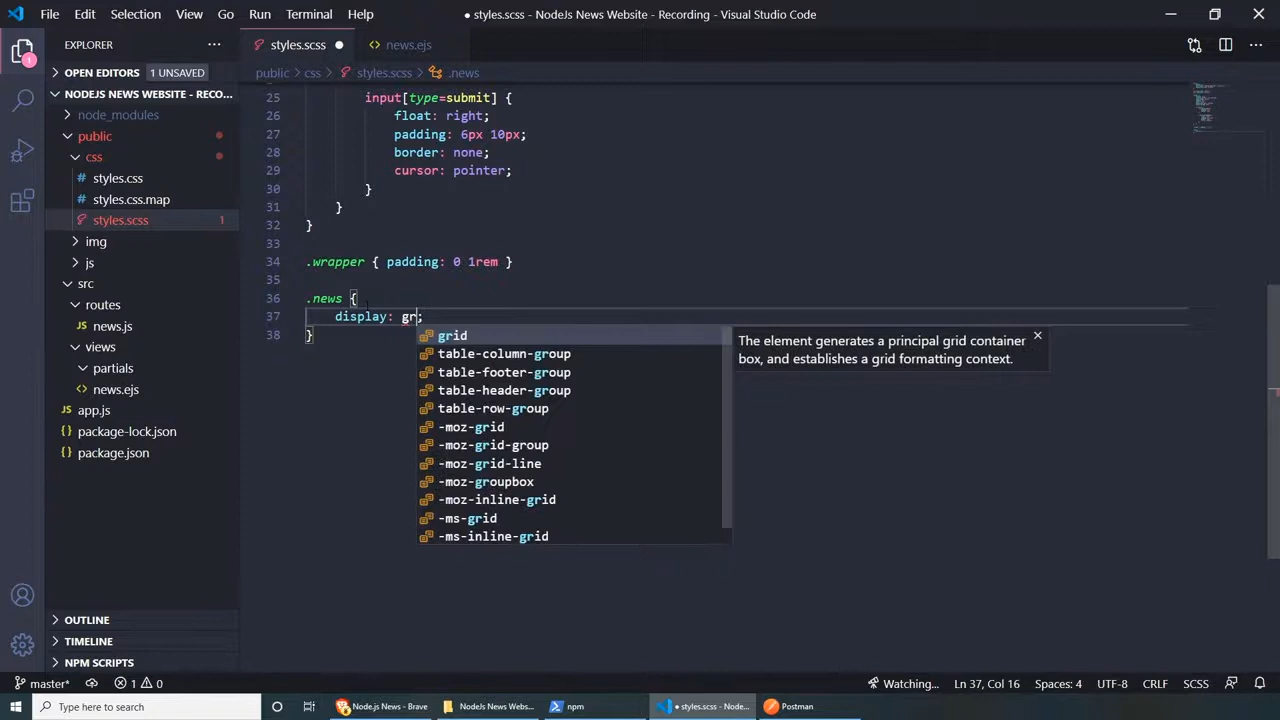 File Edit Selection View Go Run Terminal Help
● styles.scss - NodeJs News Website - Recording - Visual Studio Code
EXPLORER ···
styles.scss ●
news.ejs
OPEN EDITORS 1 UNSAVED
public > css > styles.scss > .news
NODEJS NEWS WEBSITE - RECO...
node_modules
public
css
styles.css
styles.css.map
styles.scss 1
img
js
src
routes
news.js
views
partials
news.ejs
app.js
package-lock.json
package.json
OUTLINE
TIMELINE
NPM SCRIPTS
1
25 input[type=submit] {
26 float: right;
27 padding: 6px 10px;
28 border: none;
29 cursor: pointer;
30 }
31 }
32 }
33
34 .wrapper { padding: 0 1rem }
35
36 .news {
37 display: gr;
38 }
grid
table-column-group
table-footer-group
table-header-group
table-row-group
-moz-grid
-moz-grid-group
-moz-grid-line
-moz-groupbox
-moz-inline-grid
-ms-grid
-ms-inline-grid
The element generates a principal grid container
box, and establishes a grid formatting context.
master* 1 0 Watching... Ln 37, Col 16 Spaces: 4 UTF-8 CRLF SCSS
Type here to search
Node.js News - Brave
NodeJs News Webs...
npm
● styles.scss - Node...
Postman